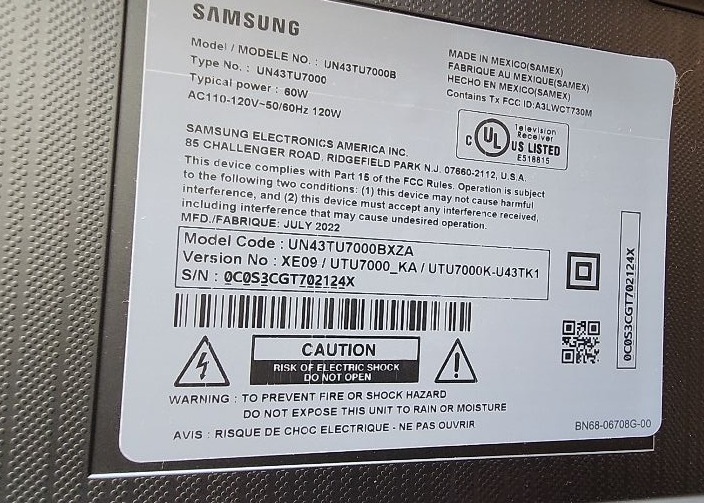 SAMSUNG
Model / MODELE NO. : UN43TU7000B
Type No. : UN43TU7000
Typical power : 60W
AC110-120V~50/60Hz 120W
MADE IN MEXICO(SAMEX)
FABRIQUE AU MEXIQUE(SAMEX)
HECHO EN MEXICO(SAMEX)
Contains Tx FCC ID:A3LWCT730M
C UL US LISTED
Television
Receiver
E518815
SAMSUNG ELECTRONICS AMERICA INC.
85 CHALLENGER ROAD. RIDGEFIELD PARK N.J. 07660-2112, U.S.A.
This device complies with Part 15 of the FCC Rules. Operation is subject
to the following two conditions: (1) this device may not cause harmful
interference, and (2) this device must accept any interference received,
including interference that may cause undesired operation.
MFD./FABRIQUE: JULY 2022
Model Code : UN43TU7000BXZA
Version No : XE09 / UTU7000_KA / UTU7000K-U43TK1
S/N : 0C0S3CGT702124X
0C0S3CGT702124X
CAUTION
RISK OF ELECTRIC SHOCK
DO NOT OPEN
WARNING : TO PREVENT FIRE OR SHOCK HAZARD
DO NOT EXPOSE THIS UNIT TO RAIN OR MOISTURE
AVIS : RISQUE DE CHOC ELECTRIQUE - NE PAS OUVRIR
BN68-06708G-00